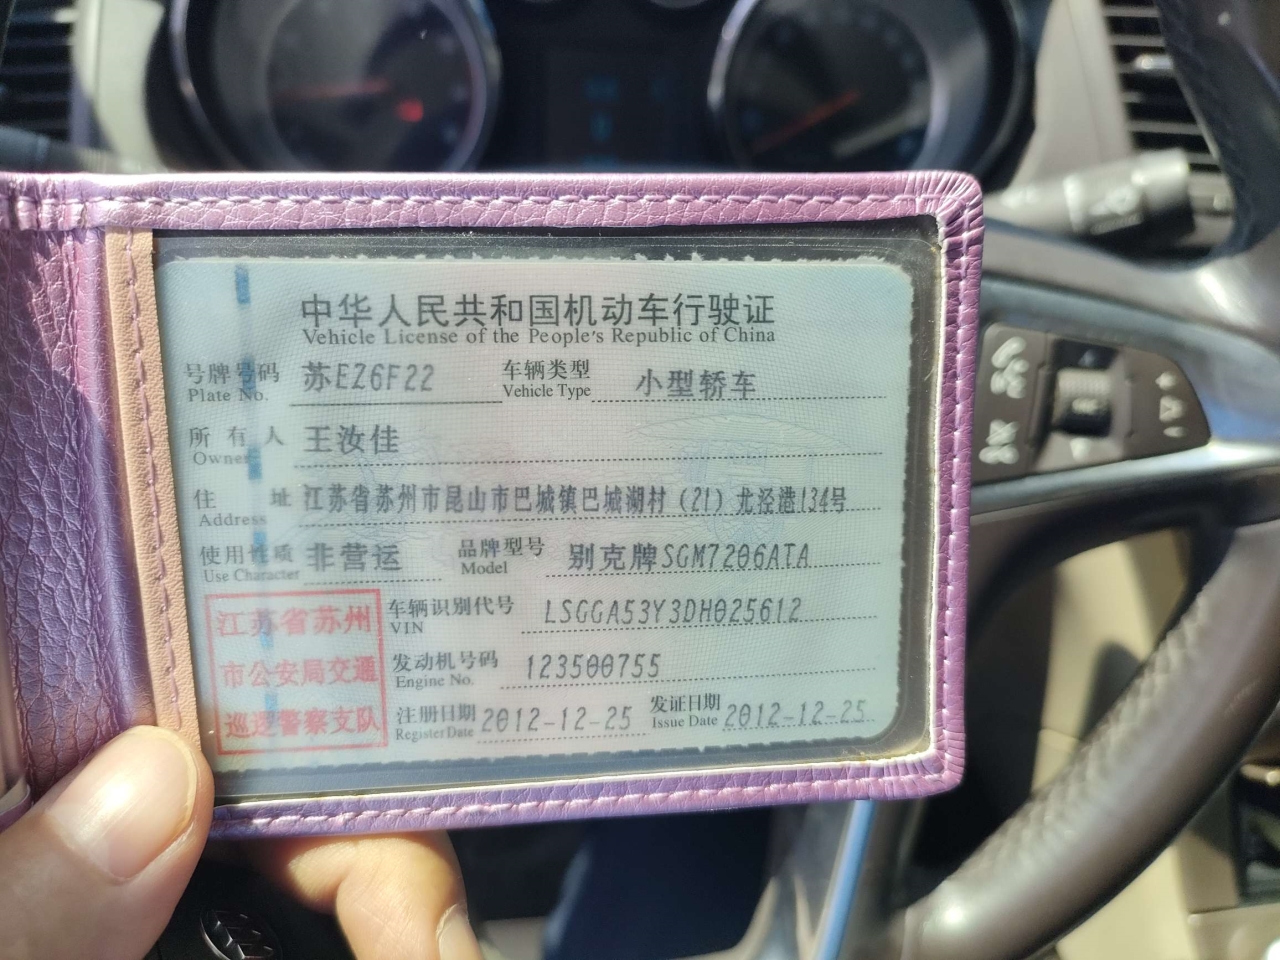 中华人民共和国机动车行驶证
Vehicle License of the People's Republic of China
号牌号码 苏EZ6F22 车辆类型 小型轿车
Plate No. Vehicle Type
所有人 王汝佳
Owner
住址 江苏省苏州市昆山市巴城镇巴城湖村（21）尤泾港134号
Address
使用性质 非营运 品牌型号 别克牌SGM7206ATA
Use Character Model
车辆识别代号 LSGGA53Y3DH025612
VIN
发动机号码 123500755
Engine No.
注册日期 2012-12-25 发证日期 2012-12-25
Register Date Issue Date
江苏省苏州
市公安局交通
巡逻警察支队